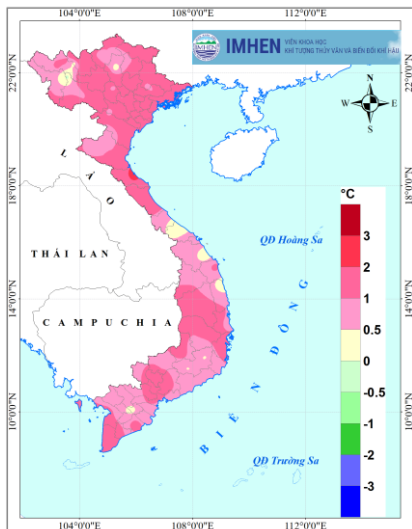 104°0'0"E 108°0'0"E 112°0'0"E
IMHEN
VIỆN KHOA HỌC
KHÍ TƯỢNG THỦY VĂN VÀ BIẾN ĐỔI KHÍ HẬU
IMHEN
22°0'0"N
22°0'0"N
N
W E
S
LÀO
18°0'0"N
18°0'0"N
°C
3
2
1
0.5
0
-0.5
-1
-2
-3
THÁI LAN
QĐ Hoàng Sa
14°0'0"N
14°0'0"N
CAMPUCHIA
BIỂN ĐÔNG
10°0'0"N
10°0'0"N
QĐ Trường Sa
104°0'0"E 108°0'0"E 112°0'0"E